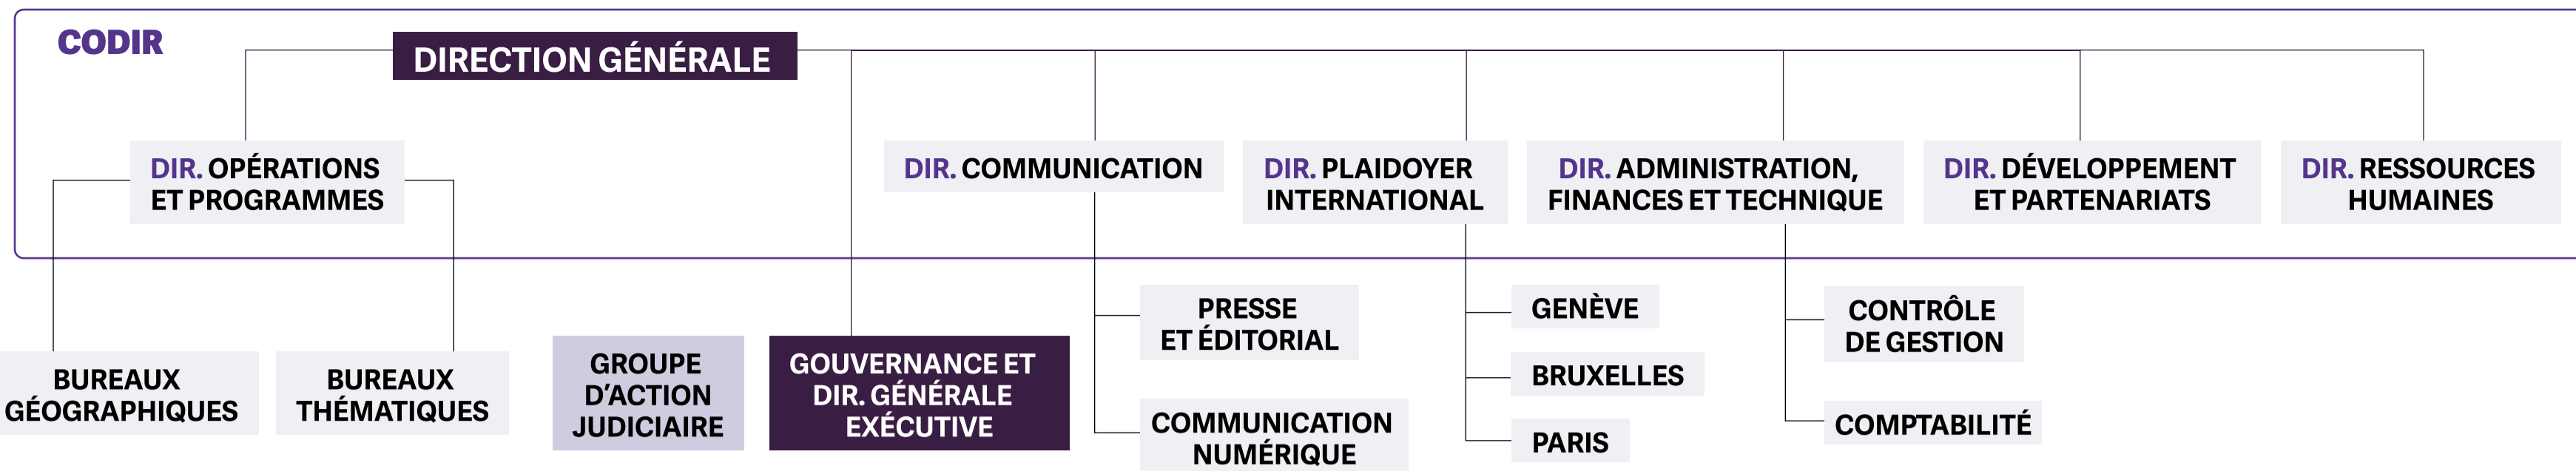 CODIR
DIRECTION GÉNÉRALE
DIR. OPÉRATIONS
ET PROGRAMMES
DIR. COMMUNICATION
DIR. PLAIDOYER
INTERNATIONAL
DIR. ADMINISTRATION,
FINANCES ET TECHNIQUE
DIR. DÉVELOPPEMENT
ET PARTENARIATS
DIR. RESSOURCES
HUMAINES
BUREAUX
GÉOGRAPHIQUES
BUREAUX
THÉMATIQUES
GROUPE
D’ACTION
JUDICIAIRE
GOUVERNANCE ET
DIR. GÉNÉRALE
EXÉCUTIVE
PRESSE
ET ÉDITORIAL
COMMUNICATION
NUMÉRIQUE
GENÈVE
BRUXELLES
PARIS
CONTRÔLE
DE GESTION
COMPTABILITÉ